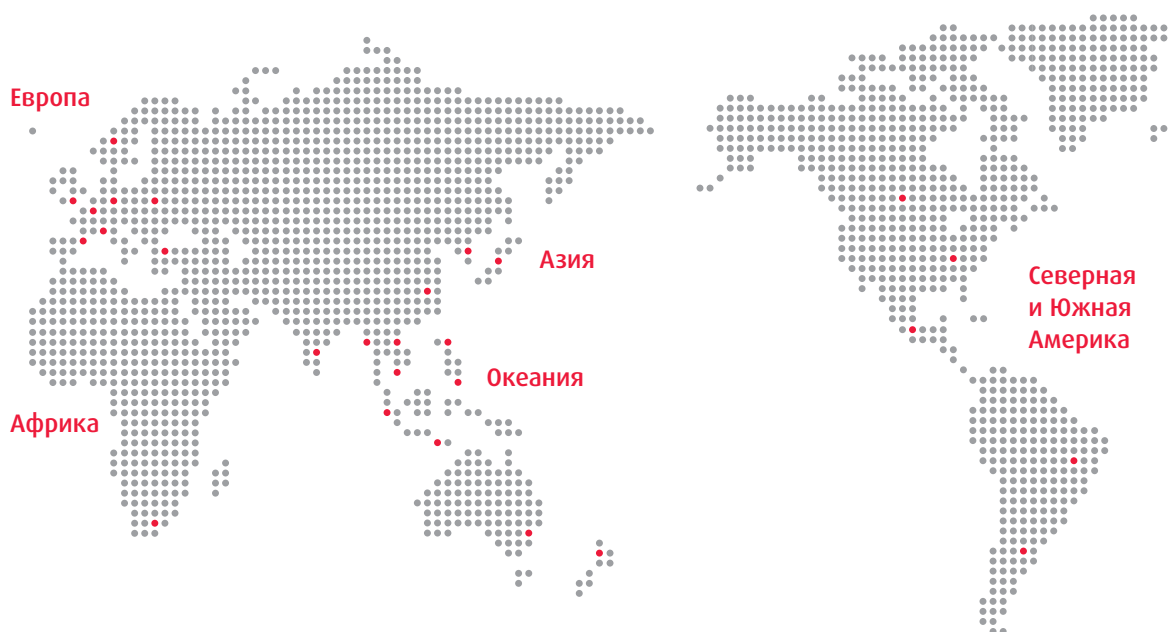 Европа
Азия
Северная
и Южная
Америка
Океания
Африка